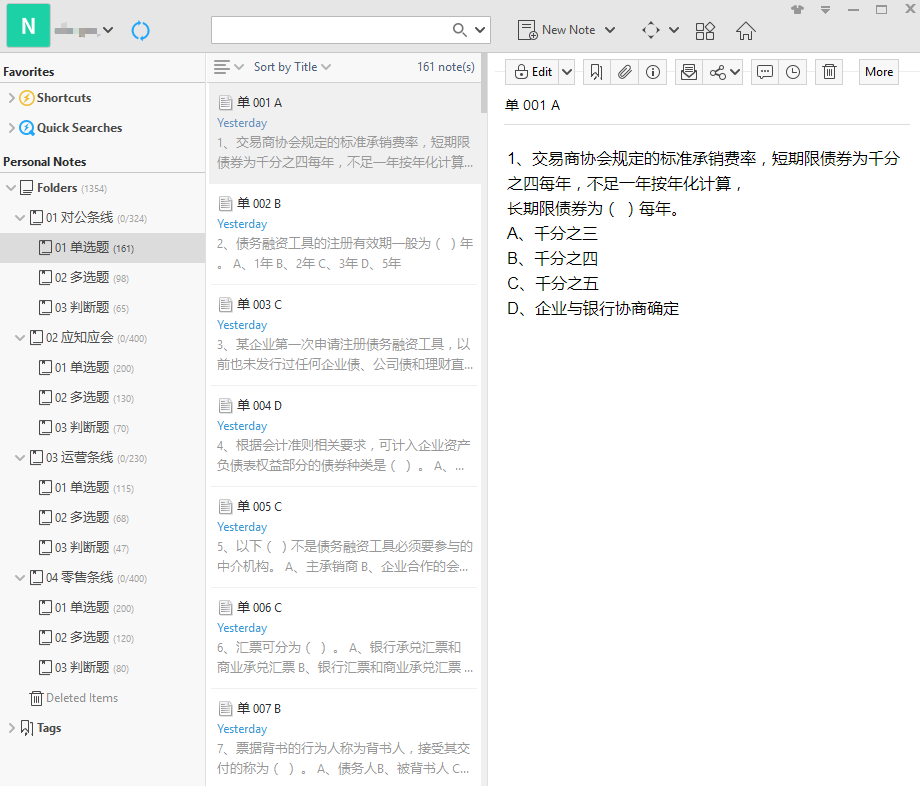 N
New Note
Favorites
Shortcuts
Quick Searches
Personal Notes
Folders (1354)
01 对公条线 (0/324)
01 单选题 (161)
02 多选题 (98)
03 判断题 (65)
02 应知应会 (0/400)
01 单选题 (200)
02 多选题 (130)
03 判断题 (70)
03 运营条线 (0/230)
01 单选题 (115)
02 多选题 (68)
03 判断题 (47)
04 零售条线 (0/400)
01 单选题 (200)
02 多选题 (120)
03 判断题 (80)
Deleted Items
Tags
Sort by Title 161 note(s)
单 001 A
Yesterday
1、交易商协会规定的标准承销费率，短期限
债券为千分之四每年，不足一年按年化计算...
单 002 B
Yesterday
2、债务融资工具的注册有效期一般为（ ）年
。 A、1年 B、2年 C、3年 D、5年
单 003 C
Yesterday
3、某企业第一次申请注册债务融资工具，以
前也未发行过任何企业债、公司债和理财直...
单 004 D
Yesterday
4、根据会计准则相关要求，可计入企业资产
负债表权益部分的债券种类是（ ）。 A、...
单 005 C
Yesterday
5、以下（ ）不是债务融资工具必须要参与的
中介机构。 A、主承销商 B、企业合作的会...
单 006 C
Yesterday
6、汇票可分为（ ）。 A、银行承兑汇票和
商业承兑汇票 B、银行汇票和商业承兑汇票 ...
单 007 B
Yesterday
7、票据背书的行为人称为背书人，接受其交
付的称为（ ）。 A、债务人B、被背书人 C...
Edit More
单 001 A
1、交易商协会规定的标准承销费率，短期限债券为千分
之四每年，不足一年按年化计算，
长期限债券为（ ）每年。
A、千分之三
B、千分之四
C、千分之五
D、企业与银行协商确定